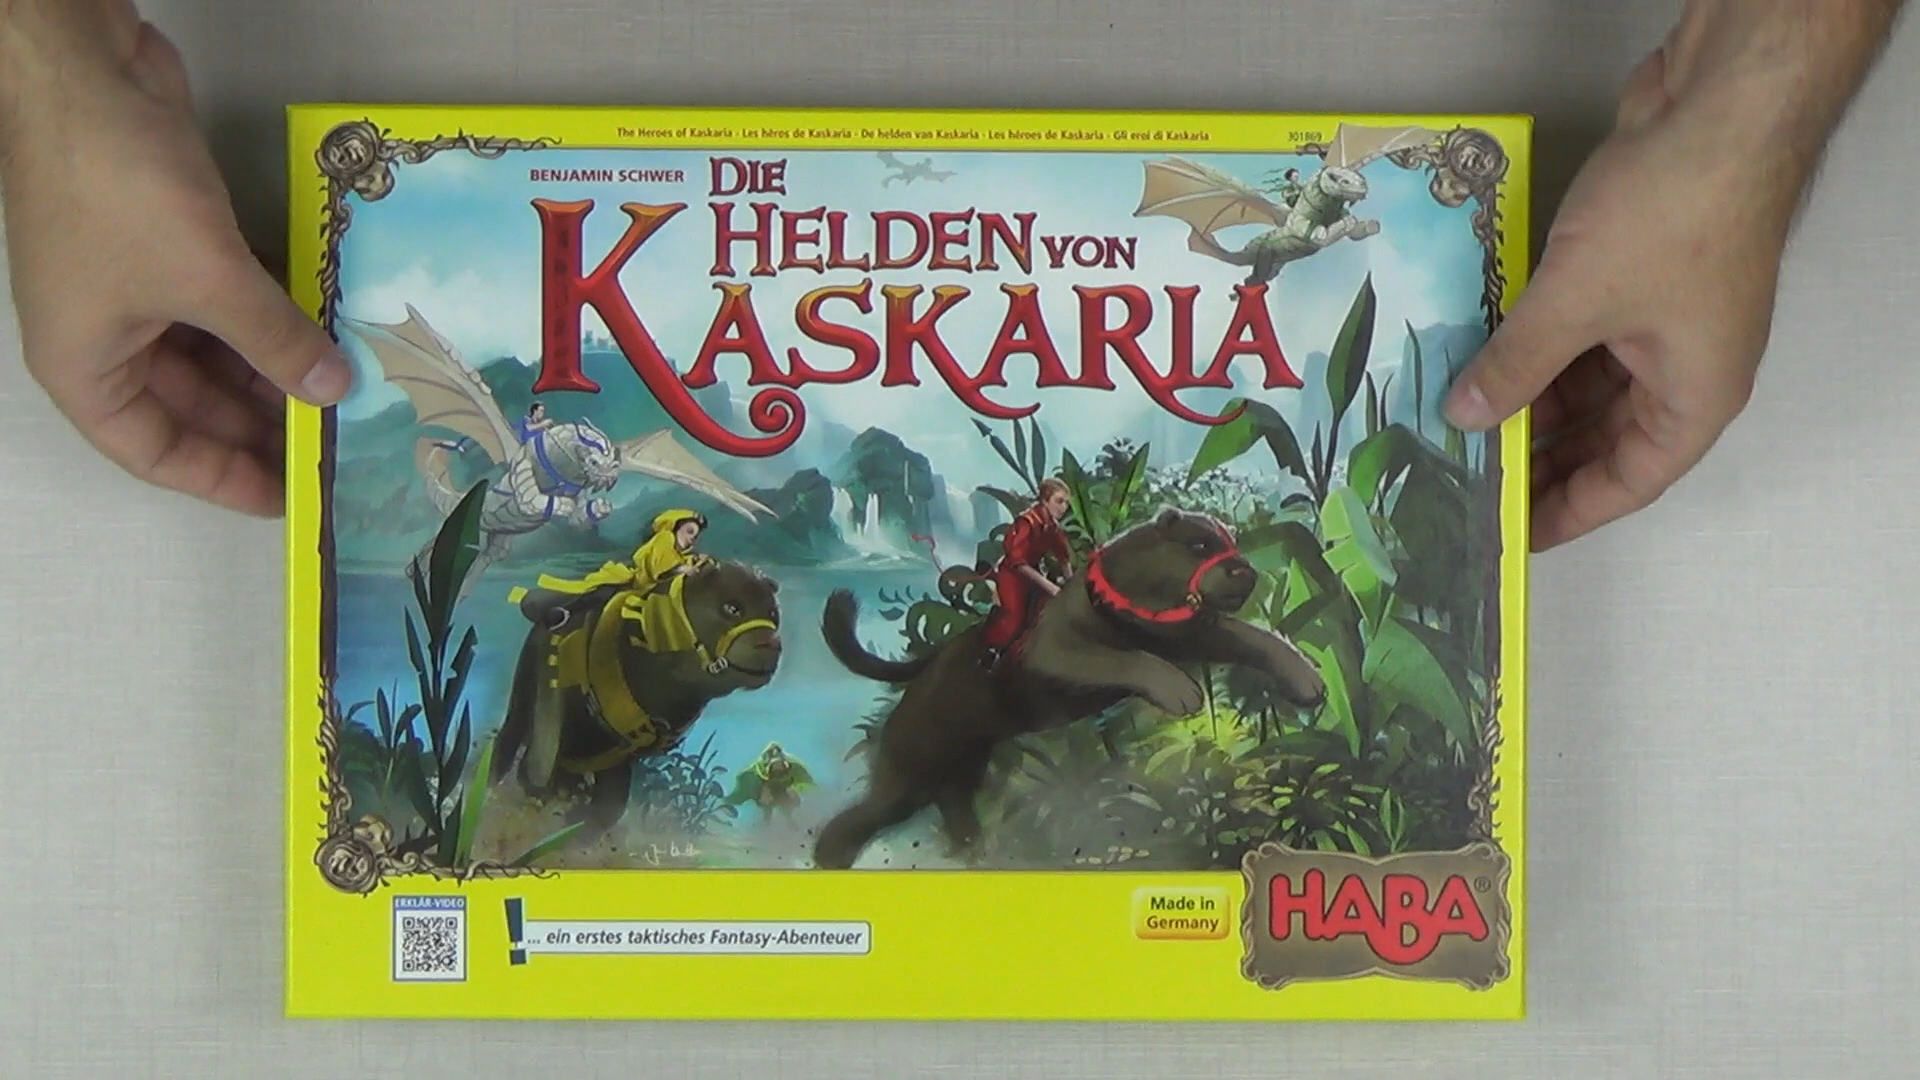 The Heroes of Kaskaria - Les héros de Kaskaria - De helden van Kaskaria - Les héroes de Kaskaria - Gli eroi di Kaskaria
301869
BENJAMIN SCHWER
DIE
HELDEN VON
KASKARIA
ERKLÄR-VIDEO
! ... ein erstes taktisches Fantasy-Abenteuer
Made in
Germany
HABA®